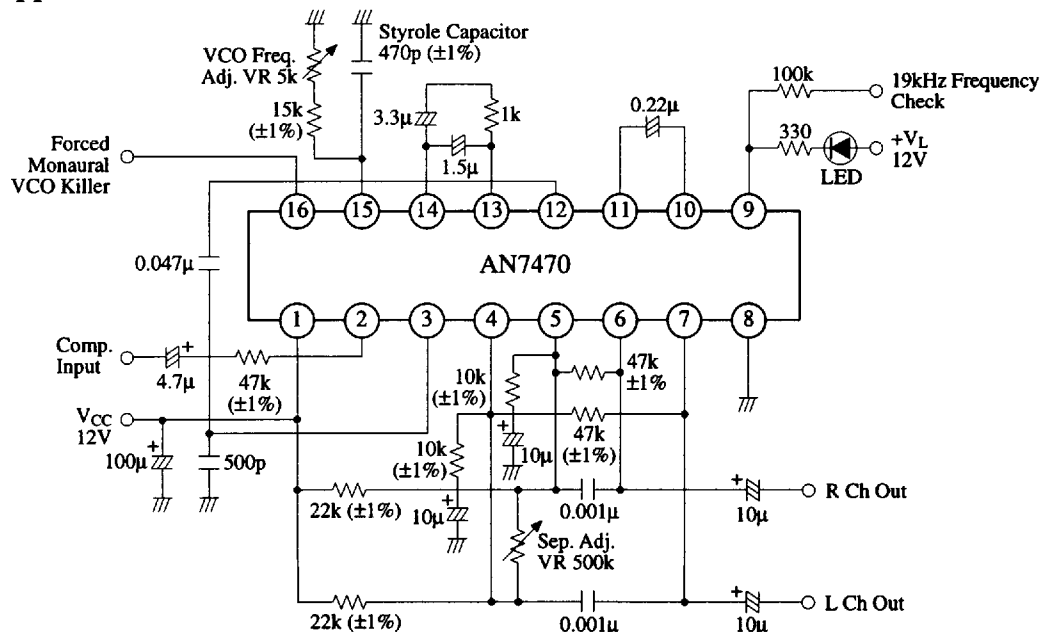 Styrole Capacitor
470p (±1%)
VCO Freq.
Adj. VR 5k
15k
(±1%)
3.3μ
1k
1.5μ
0.22μ
100k
19kHz Frequency
Check
330
+VL
12V
LED
Forced
Monaural
VCO Killer
16
15
14
13
12
11
10
9
0.047μ
AN7470
1
2
3
4
5
6
7
8
Comp.
Input
+
4.7μ
47k
(±1%)
VCC
12V
+
100μ
500p
10k
(±1%)
+
10μ
47k
±1%
47k
(±1%)
10k
(±1%)
+
10μ
22k (±1%)
0.001μ
+
10μ
R Ch Out
Sep. Adj.
VR 500k
22k (±1%)
0.001μ
+
10μ
L Ch Out